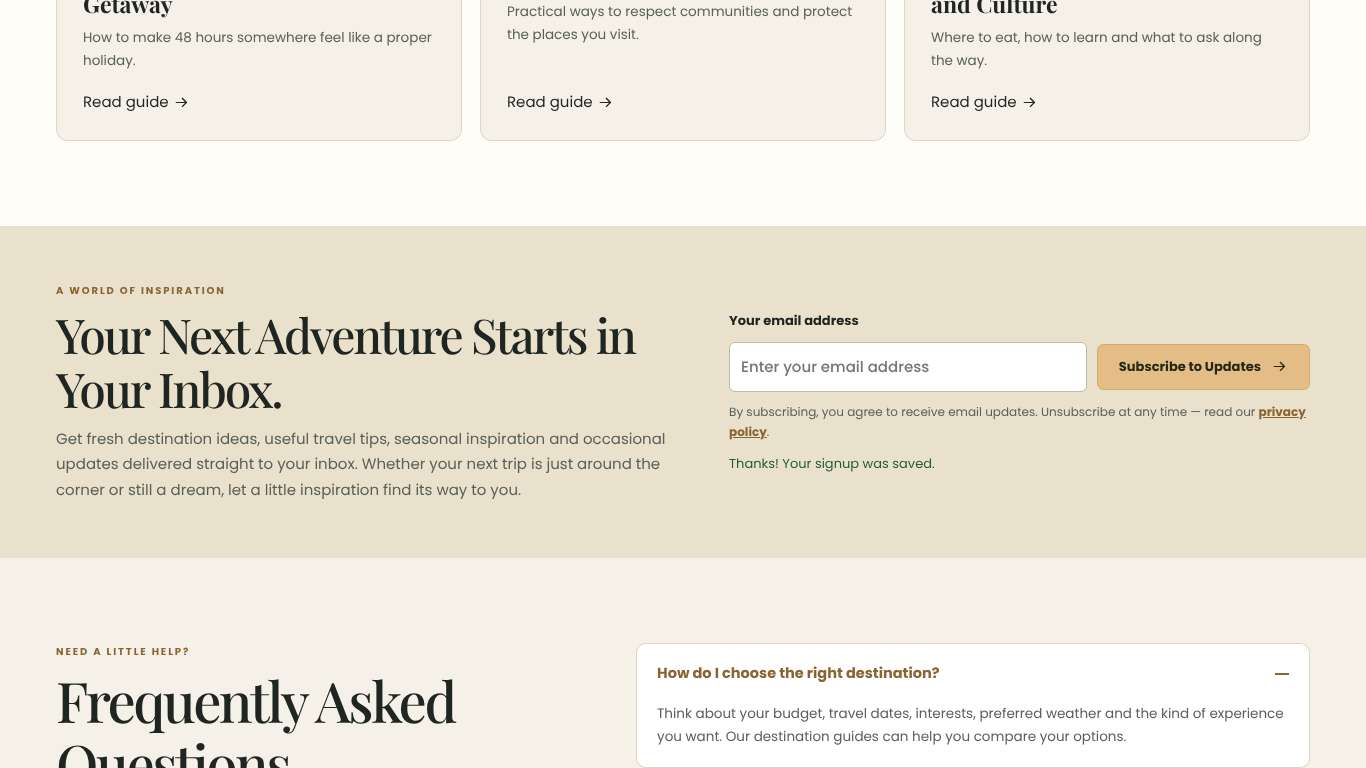 Getaway
How to make 48 hours somewhere feel like a proper
holiday.
Read guide →
Practical ways to respect communities and protect
the places you visit.
Read guide →
and Culture
Where to eat, how to learn and what to ask along
the way.
Read guide →
A WORLD OF INSPIRATION
Your Next Adventure Starts in
Your Inbox.
Get fresh destination ideas, useful travel tips, seasonal inspiration and occasional
updates delivered straight to your inbox. Whether your next trip is just around the
corner or still a dream, let a little inspiration find its way to you.
Your email address
Enter your email address
Subscribe to Updates →
By subscribing, you agree to receive email updates. Unsubscribe at any time — read our privacy
policy.
Thanks! Your signup was saved.
NEED A LITTLE HELP?
Frequently Asked
Questions
How do I choose the right destination?
Think about your budget, travel dates, interests, preferred weather and the kind of experience
you want. Our destination guides can help you compare your options.